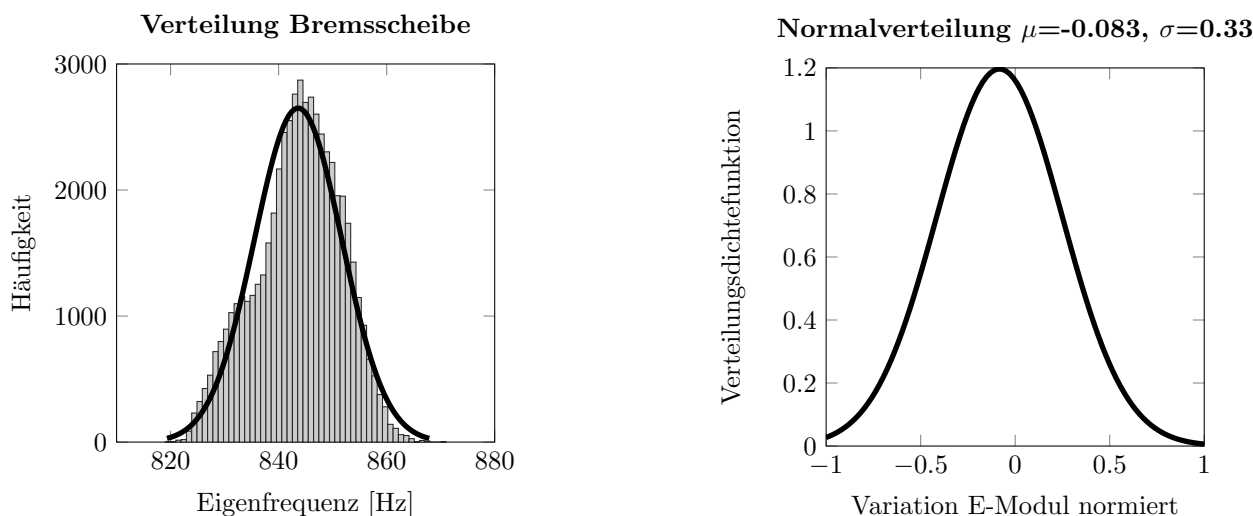 Verteilung Bremsscheibe
3000
2000
1000
0
820 840 860 880
Häufigkeit
Eigenfrequenz [Hz]
Normalverteilung μ=-0.083, σ=0.33
1.2
1
0.8
0.6
0.4
0.2
0
−1 −0.5 0 0.5 1
Verteilungsdichtefunktion
Variation E-Modul normiert